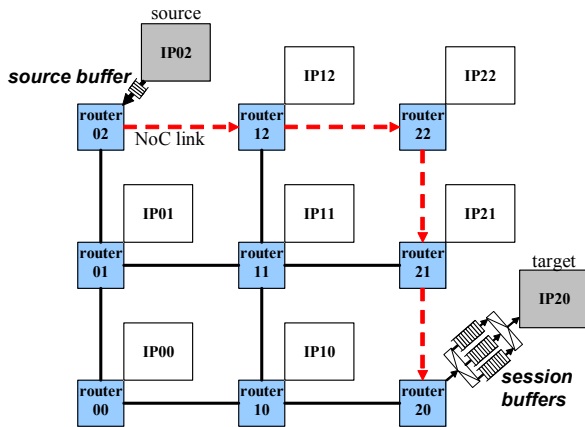 source
IP02
source buffer
IP12
IP22
router
02
router
12
router
22
NoC link
IP01
IP11
IP21
router
01
router
11
router
21
target
IP20
IP00
IP10
session
buffers
router
00
router
10
router
20